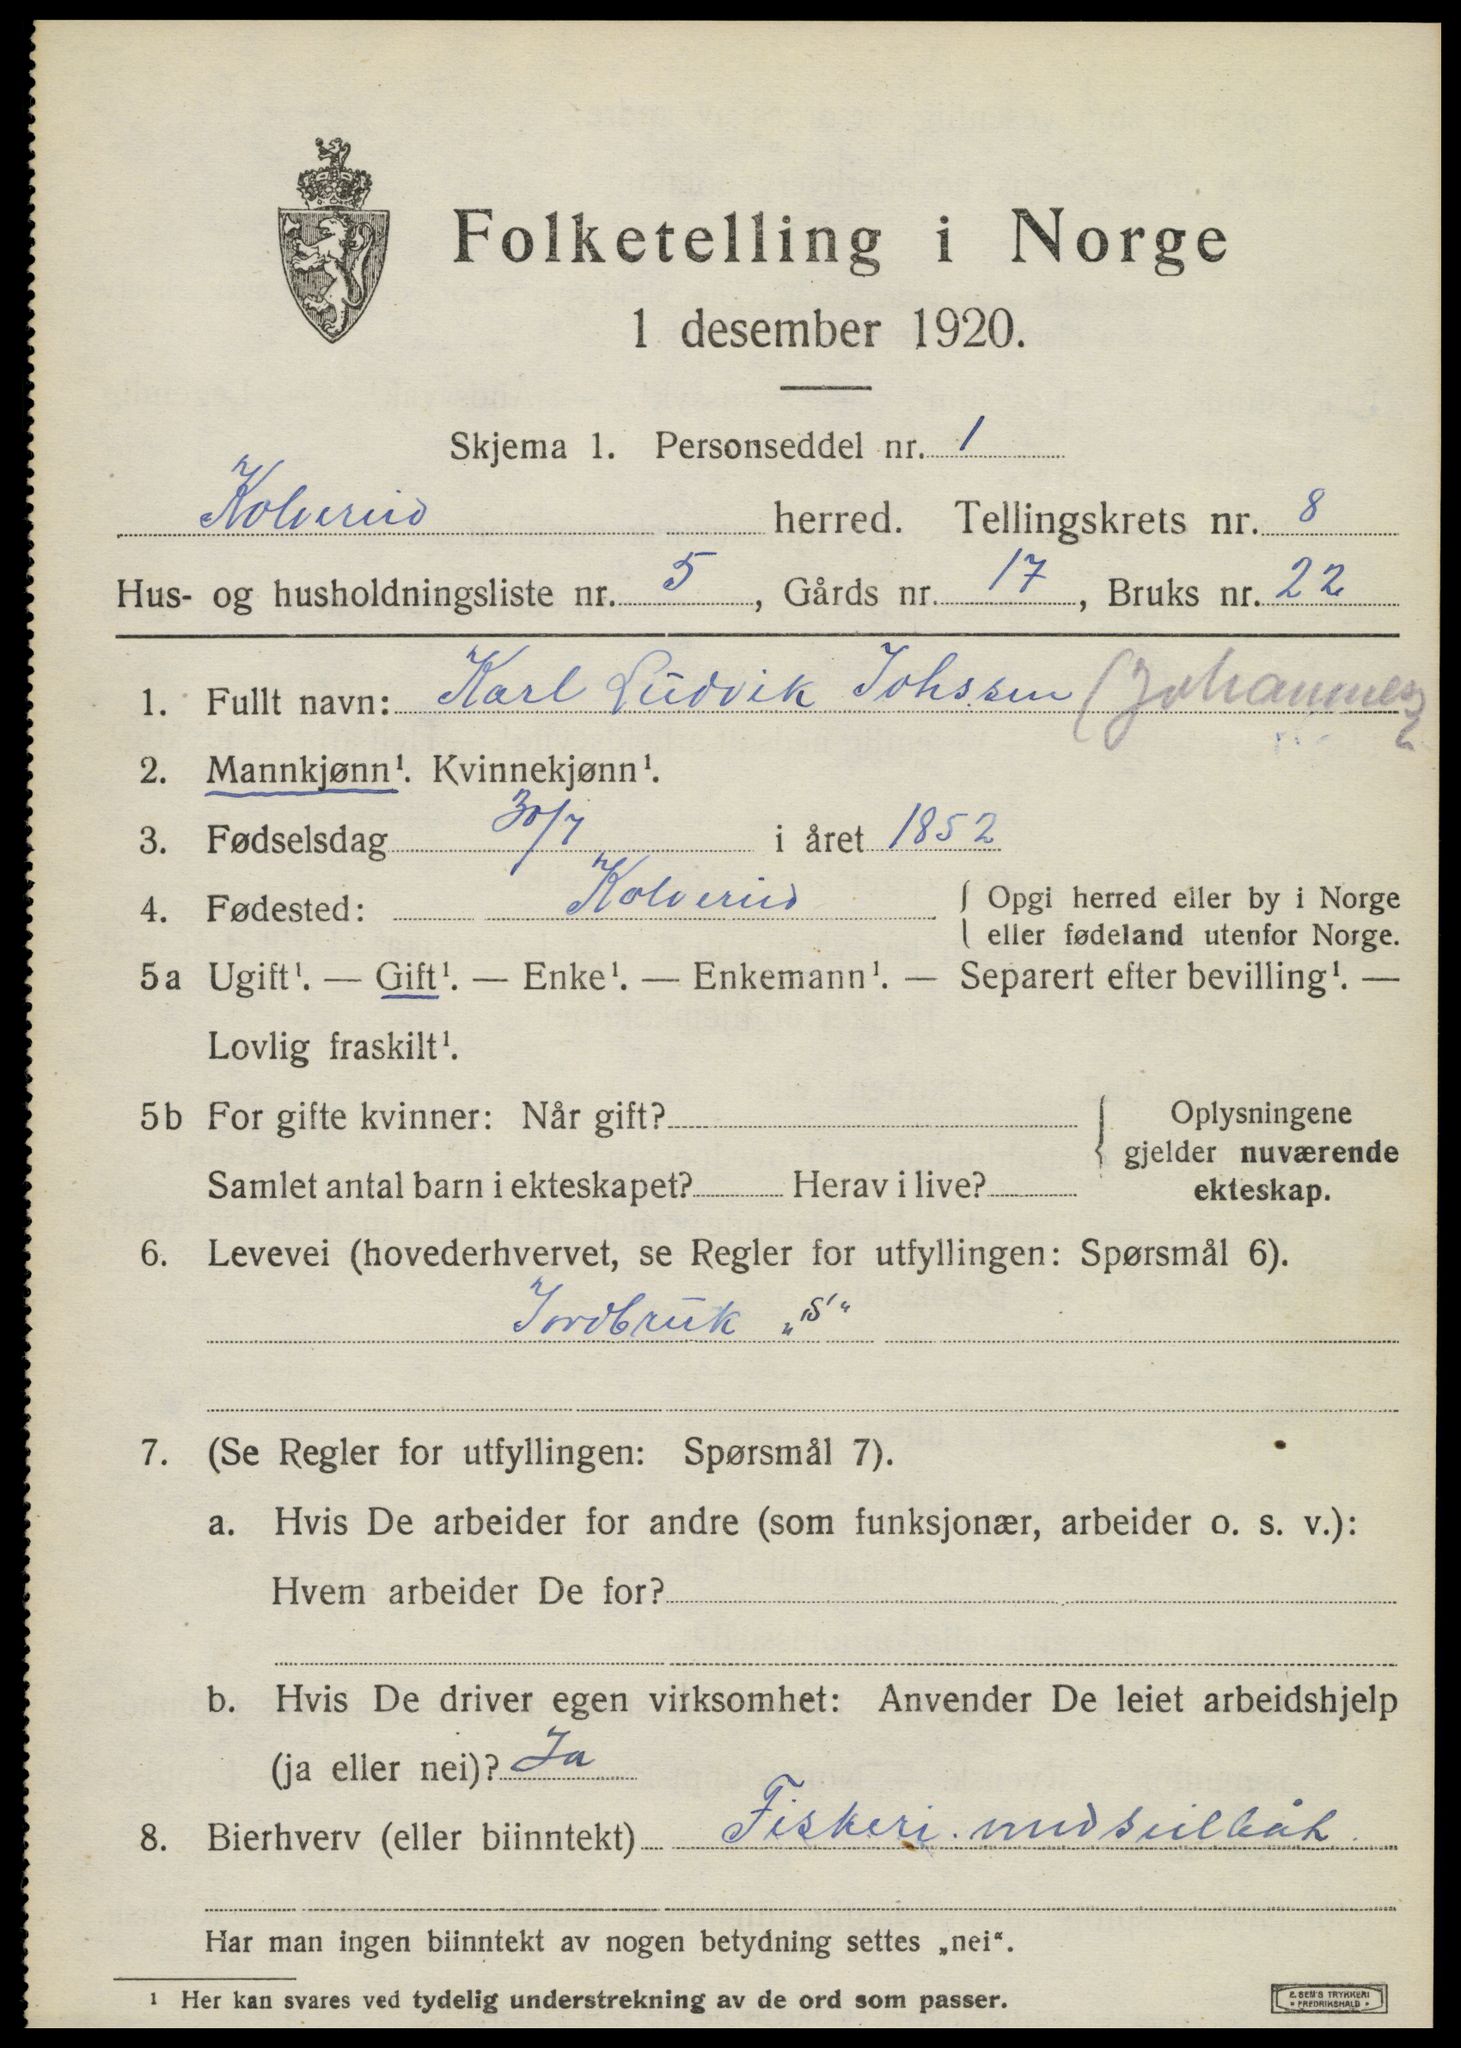 Folketelling i Norge
1 desember 1920.
Skjema 1. Personseddel nr. 1
Kolvereid herred. Tellingskrets nr. 8
Hus- og husholdningsliste nr. 5, Gårds nr. 17, Bruks nr. 22
1. Fullt navn: Karl Ludvik Johssen (Johannes
2. Mannkjønn¹. Kvinnekjønn¹.
3. Fødselsdag 30/7 i året 1852
4. Fødested: Kolvereid { Opgi herred eller by i Norge
eller fødeland utenfor Norge.
5a Ugift¹. — Gift¹. — Enke¹. — Enkemann¹. — Separert efter bevilling¹. —
Lovlig fraskilt¹.
5b For gifte kvinner: Når gift? { Oplysningene
gjelder nuværende
Samlet antal barn i ekteskapet? Herav i live? ekteskap.
6. Levevei (hovederhvervet, se Regler for utfyllingen: Spørsmål 6).
Jordbruk „S“
7. (Se Regler for utfyllingen: Spørsmål 7).
a. Hvis De arbeider for andre (som funksjonær, arbeider o. s. v.):
Hvem arbeider De for?
b. Hvis De driver egen virksomhet: Anvender De leiet arbeidshjelp
(ja eller nei)? Ja
8. Bierhverv (eller biinntekt) Fiskeri. med seilbåt
Har man ingen biinntekt av nogen betydning settes „nei“.
¹ Her kan svares ved tydelig understrekning av de ord som passer.
E. SEM'S TRYKKERI
• FREDRIKSHALD •